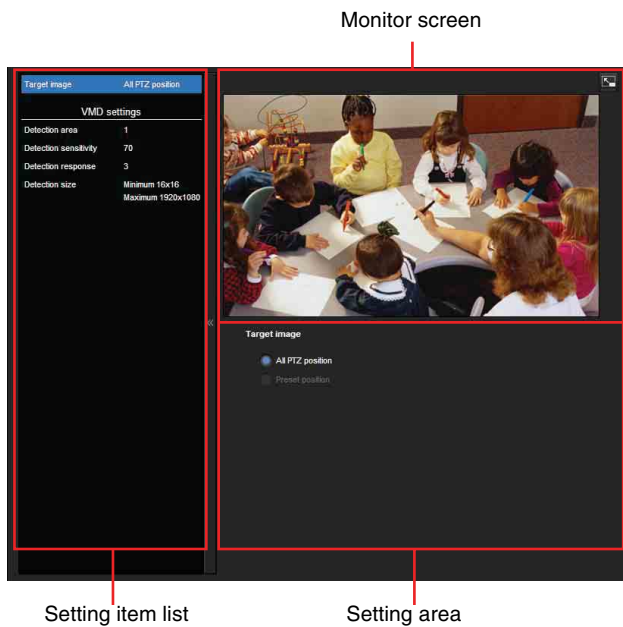 Monitor screen
Target image All PTZ position
VMD settings
Detection area 1
Detection sensitivity 70
Detection response 3
Detection size Minimum 16x16
Maximum 1920x1080
«
Target image
All PTZ position
Preset position
Setting item list
Setting area